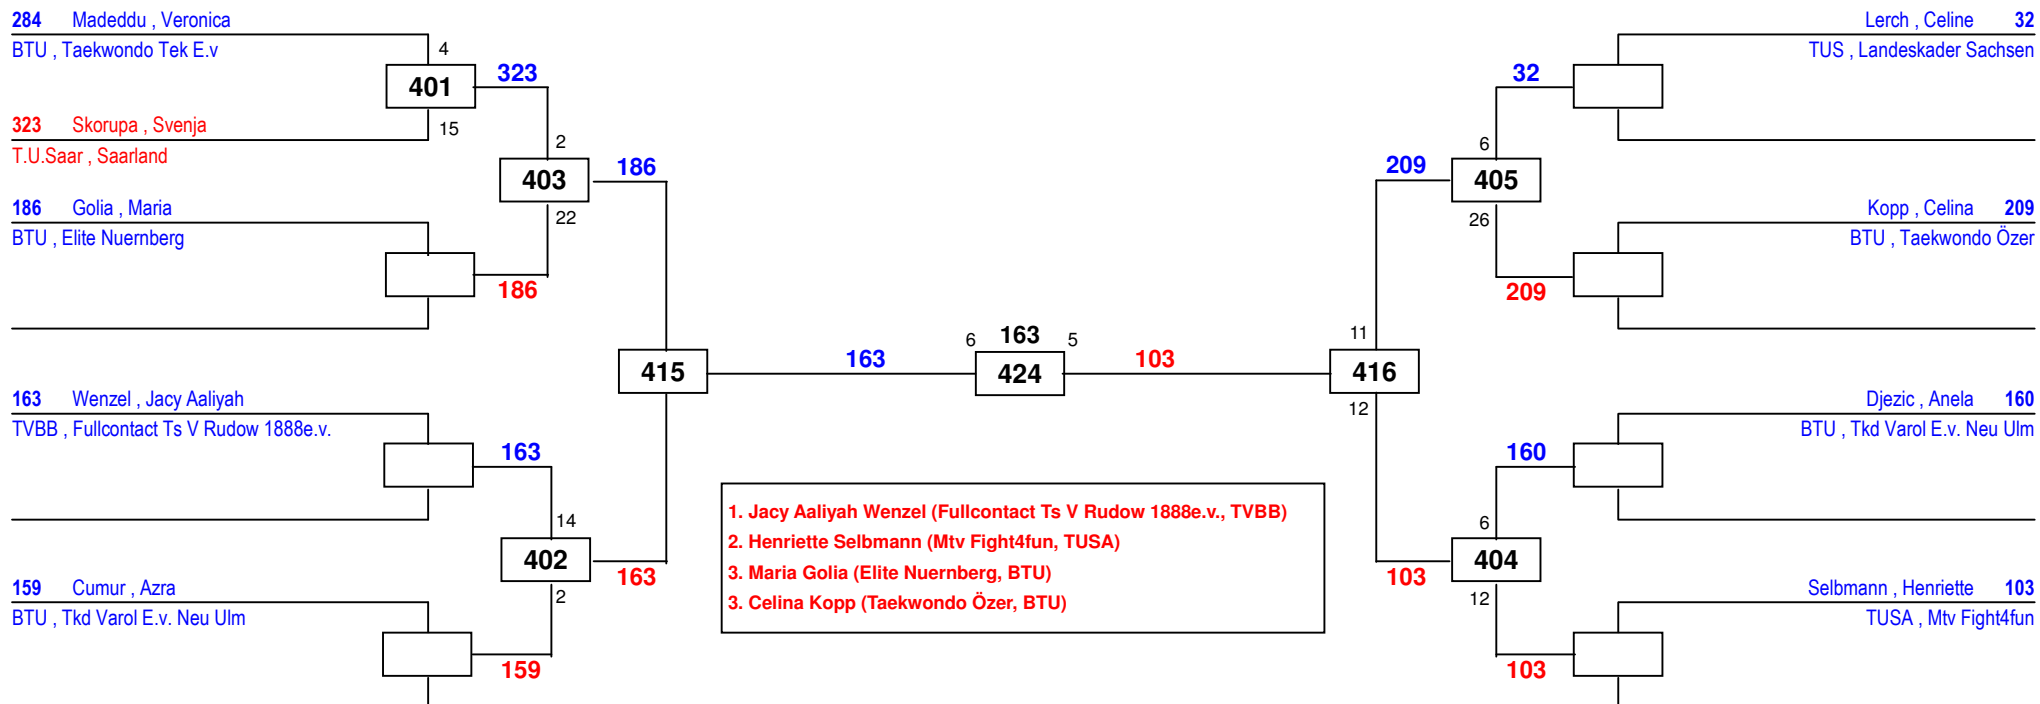 284 Madeddu , Veronica
BTU , Taekwondo Tek E.v
4
401
323
15
323 Skorupa , Svenja
T.U.Saar , Saarland
2
403
186
22
186 Golia , Maria
BTU , Elite Nuernberg
186
415
163
6 163 5
424
103
163 Wenzel , Jacy Aaliyah
TVBB , Fullcontact Ts V Rudow 1888e.v.
163
14
402
163
2
159 Cumur , Azra
BTU , Tkd Varol E.v. Neu Ulm
159
1. Jacy Aaliyah Wenzel (Fullcontact Ts V Rudow 1888e.v., TVBB)
2. Henriette Selbmann (Mtv Fight4fun, TUSA)
3. Maria Golia (Elite Nuernberg, BTU)
3. Celina Kopp (Taekwondo Özer, BTU)
Lerch , Celine 32
TUS , Landeskader Sachsen
32
6
209
405
26
Kopp , Celina 209
BTU , Taekwondo Özer
209
11
416
12
Djezic , Anela 160
BTU , Tkd Varol E.v. Neu Ulm
160
6
404
103
12
Selbmann , Henriette 103
TUSA , Mtv Fight4fun
103